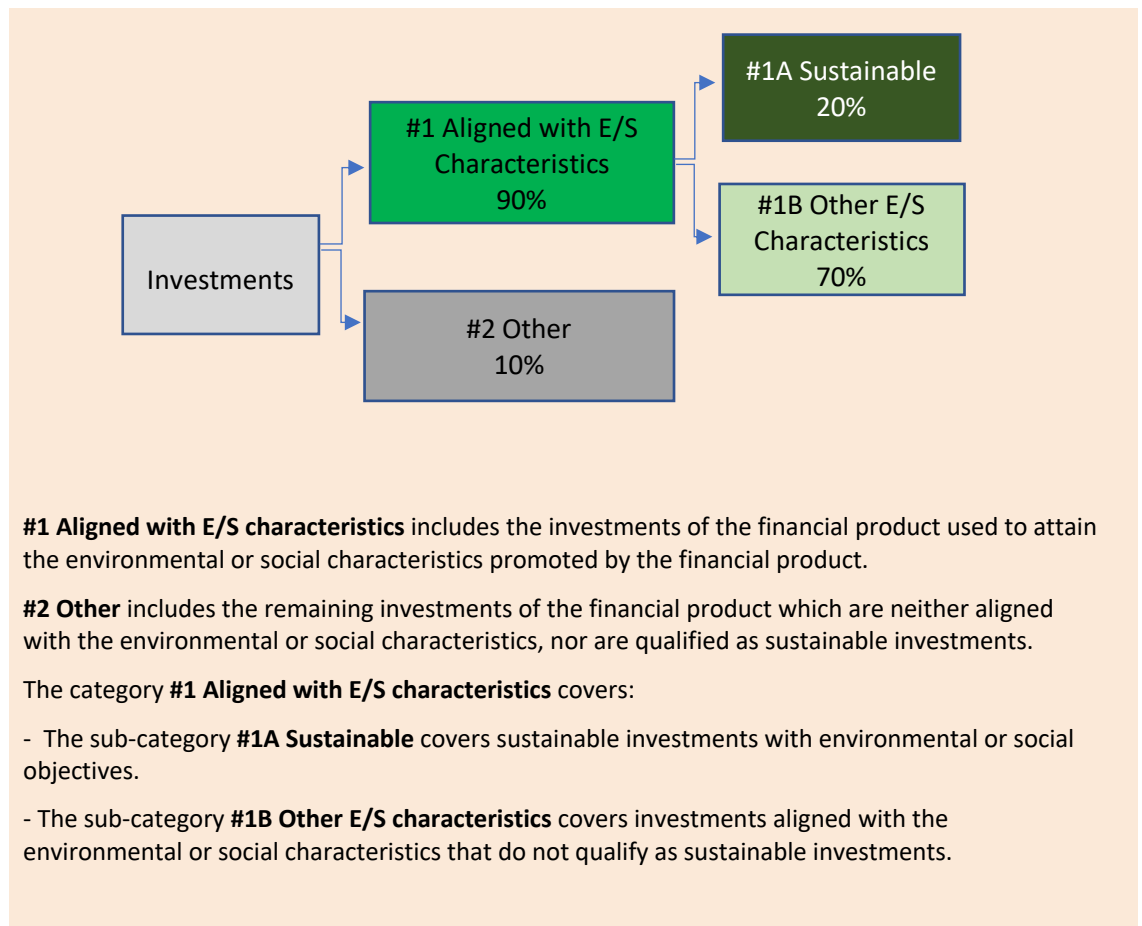 #1A Sustainable
20%
#1 Aligned with E/S
Characteristics
90%
#1B Other E/S
Characteristics
70%
Investments
#2 Other
10%
#1 Aligned with E/S characteristics includes the investments of the financial product used to attain
the environmental or social characteristics promoted by the financial product.
#2 Other includes the remaining investments of the financial product which are neither aligned
with the environmental or social characteristics, nor are qualified as sustainable investments.
The category #1 Aligned with E/S characteristics covers:
- The sub-category #1A Sustainable covers sustainable investments with environmental or social
objectives.
- The sub-category #1B Other E/S characteristics covers investments aligned with the
environmental or social characteristics that do not qualify as sustainable investments.